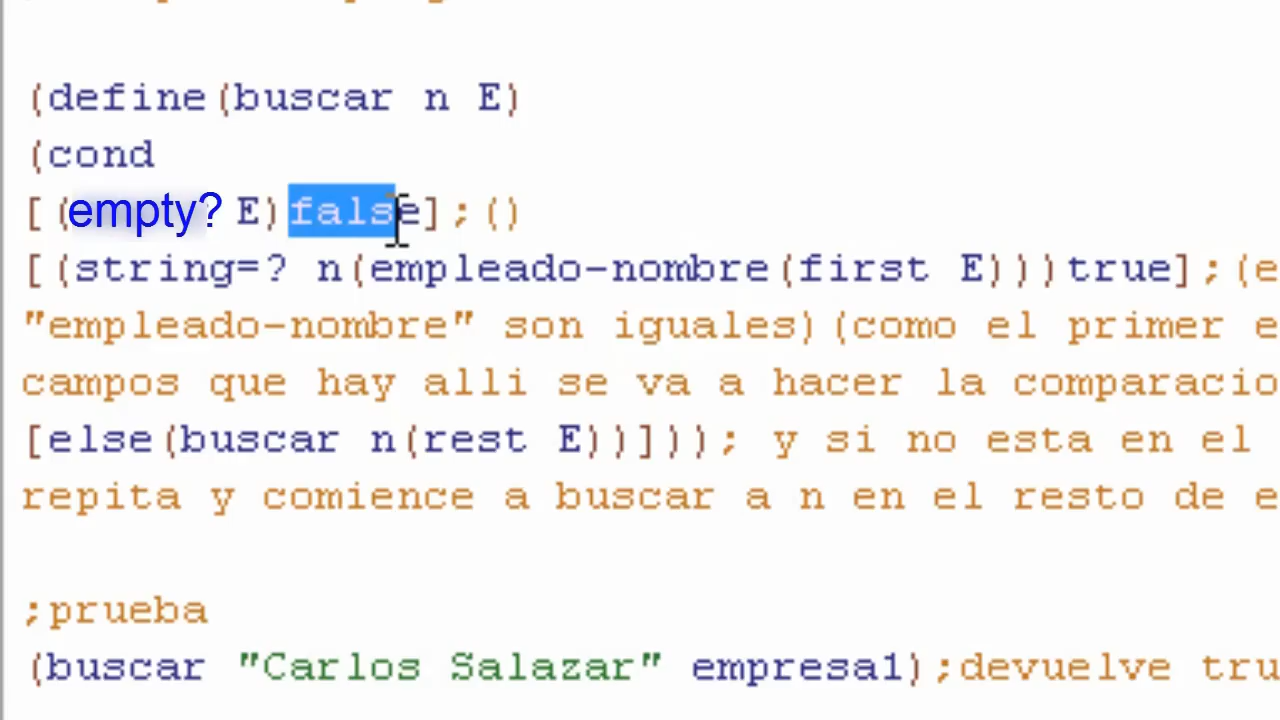 (define(buscar n E)
(cond
[(empty? E)false];()
[(string=? n(empleado-nombre(first E)))true];(e
"empleado-nombre" son iguales)(como el primer e
campos que hay alli se va a hacer la comparacio
[else(buscar n(rest E))])); y si no esta en el
repita y comience a buscar a n en el resto de e
;prueba
(buscar "Carlos Salazar" empresa1);devuelve tru